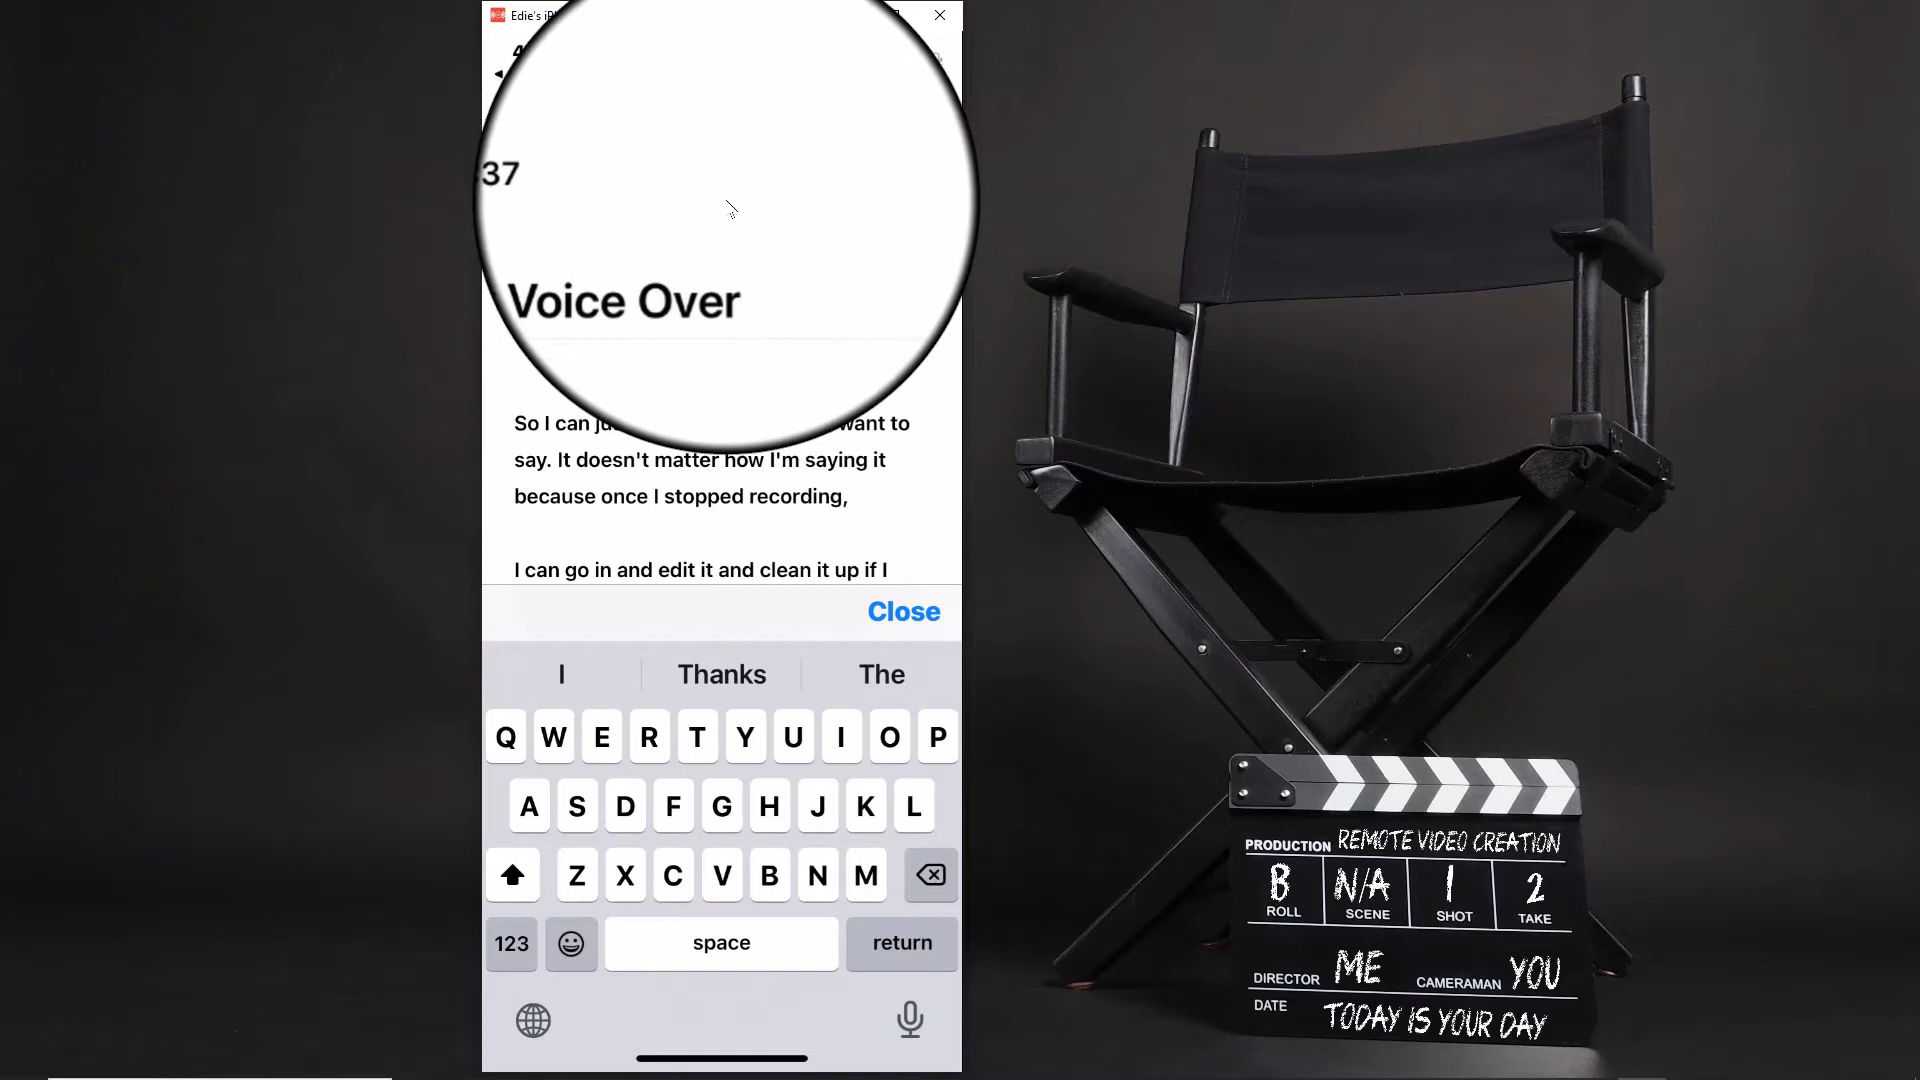 Edie's iP
37
Voice Over
So I can ju want to
say. It doesn't matter how I'm saying it
because once I stopped recording,
I can go in and edit it and clean it up if I
Close
I Thanks The
Q W E R T Y U I O P
A S D F G H J K L
Z X C V B N M
123 space return
PRODUCTION REMOTE VIDEO CREATION
B N/A 1 2
ROLL SCENE SHOT TAKE
DIRECTOR ME CAMERAMAN YOU
DATE TODAY IS YOUR DAY